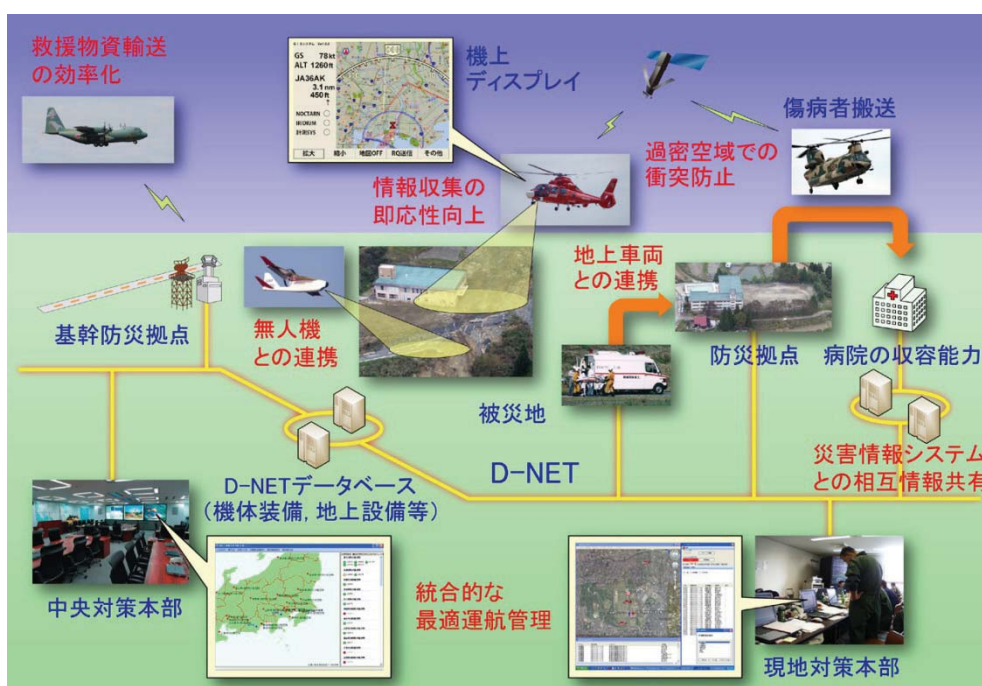 救援物資輸送
の効率化
GS 78kt
ALT 1260ft
JA36AK
3.1nm
450ft
NOCTARN
IRIDIUM
拡大 縮小 地図OFF RQ送信 その他
機上
ディスプレイ
傷病者搬送
過密空域での
衝突防止
情報収集の
即応性向上
地上車両
との連携
基幹防災拠点
無人機
との連携
防災拠点
病院の収容能力
被災地
災害情報システム
との相互情報共有
D-NET
D-NETデータベース
(機体装備, 地上設備等)
中央対策本部
統合的な
最適運航管理
現地対策本部